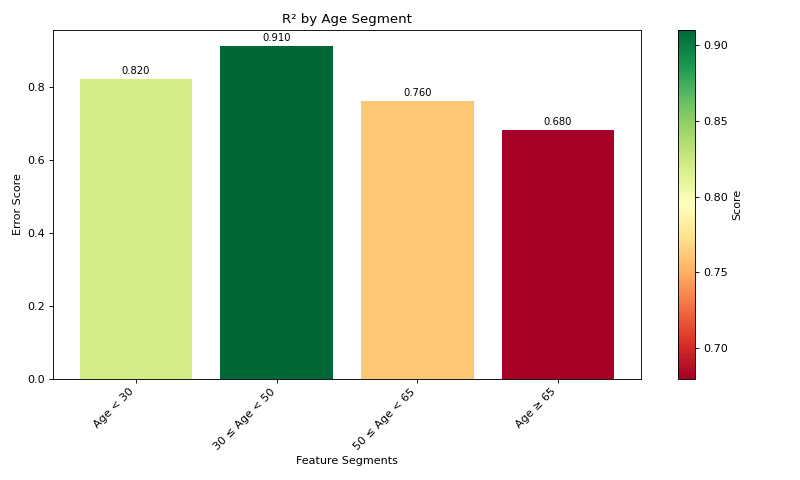 R² by Age Segment
0.820
0.910
0.760
0.680
Error Score
0.8
0.6
0.4
0.2
0.0
Age < 30
30 ≤ Age < 50
50 ≤ Age < 65
Age ≥ 65
Feature Segments
0.90
0.85
0.80
0.75
0.70
Score